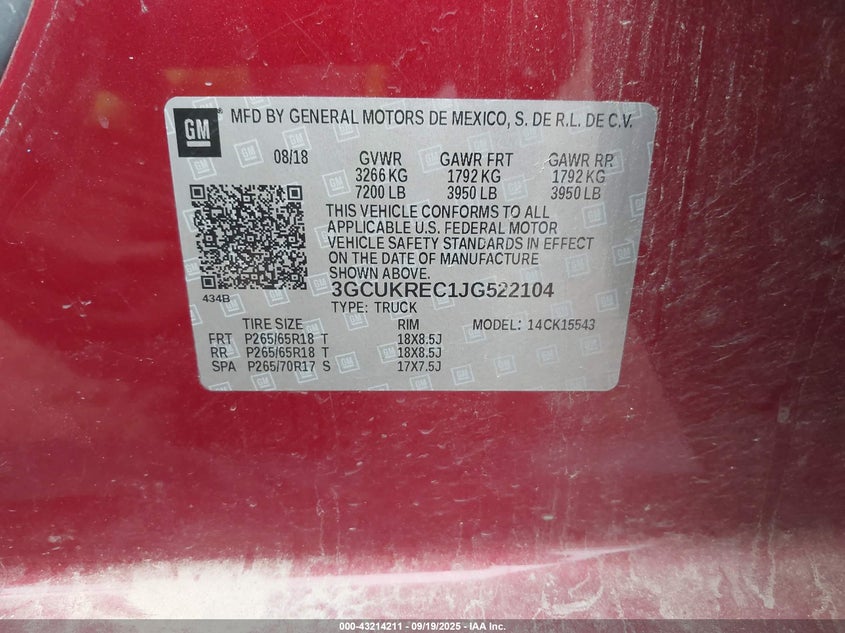 GM
MFD BY GENERAL MOTORS DE MEXICO, S. DE R.L. DE C.V.
08/18 GVWR GAWR FRT GAWR RR
3266 KG 1792 KG 1792 KG
7200 LB 3950 LB 3950 LB
THIS VEHICLE CONFORMS TO ALL
APPLICABLE U.S. FEDERAL MOTOR
VEHICLE SAFETY STANDARDS IN EFFECT
ON THE DATE OF MANUFACTURE
SHOWN ABOVE.
434B
3GCUKREC1JG522104
TYPE: TRUCK
TIRE SIZE RIM MODEL: 14CK15543
FRT P265/65R18 T 18X8.5J
RR P265/65R18 T 18X8.5J
SPA P265/70R17 S 17X7.5J
000-43214211 - 09/19/2025 - IAA Inc.